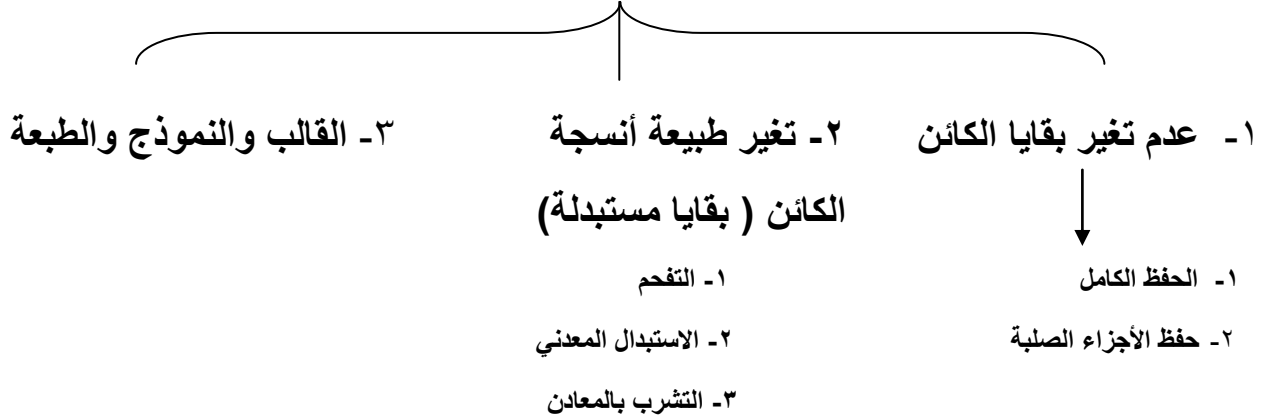 ١- عدم تغير بقايا الكائن
٢- تغير طبيعة أنسجة
الكائن ( بقايا مستبدلة)
٣- القالب والنموذج والطبعة
١- الحفظ الكامل
٢- حفظ الأجزاء الصلبة
١- التفحم
٢- الاستبدال المعدني
٣- التشرب بالمعادن